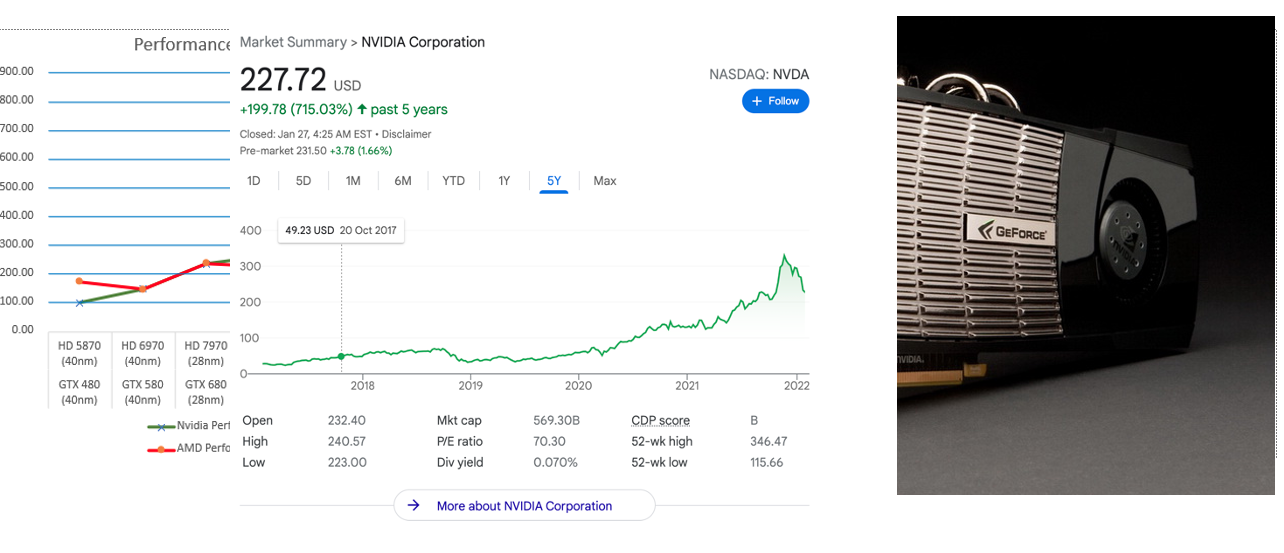 Performance
900.00
800.00
700.00
600.00
500.00
400.00
300.00
200.00
100.00
0.00
HD 5870 HD 6970 HD 7970
(40nm) (40nm) (28nm)
GTX 480 GTX 580 GTX 680
(40nm) (40nm) (28nm)
Nvidia Perf
AMD Perfo
Market Summary > NVIDIA Corporation
227.72 USD
NASDAQ: NVDA
+199.78 (715.03%) ↑ past 5 years
+ Follow
Closed: Jan 27, 4:25 AM EST • Disclaimer
Pre-market 231.50 +3.78 (1.66%)
1D 5D 1M 6M YTD 1Y 5Y Max
49.23 USD 20 Oct 2017
400
300
200
100
0
2018 2019 2020 2021 2022
Open 232.40 Mkt cap 569.30B CDP score B
High 240.57 P/E ratio 70.30 52-wk high 346.47
Low 223.00 Div yield 0.070% 52-wk low 115.66
→ More about NVIDIA Corporation
GEFORCE
NVIDIA
NVIDIA.